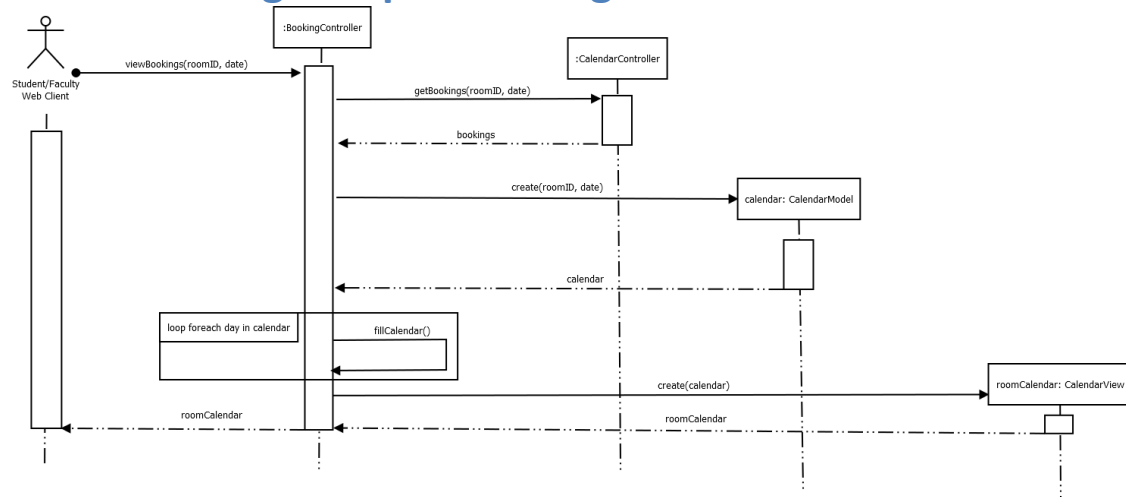 :BookingController
:CalendarController
viewBookings(roomID, date)
Student/Faculty
Web Client
getBookings(roomID, date)
bookings
create(roomID, date)
calendar: CalendarModel
calendar
loop foreach day in calendar
fillCalendar()
create(calendar)
roomCalendar: CalendarView
roomCalendar
roomCalendar